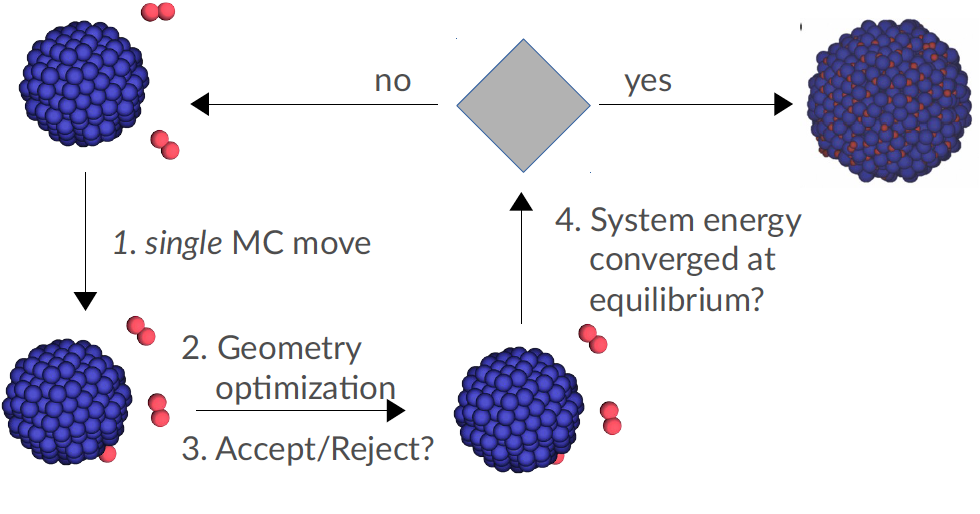 no
yes
1. single MC move
4. System energy
converged at
equilibrium?
2. Geometry
optimization
3. Accept/Reject?